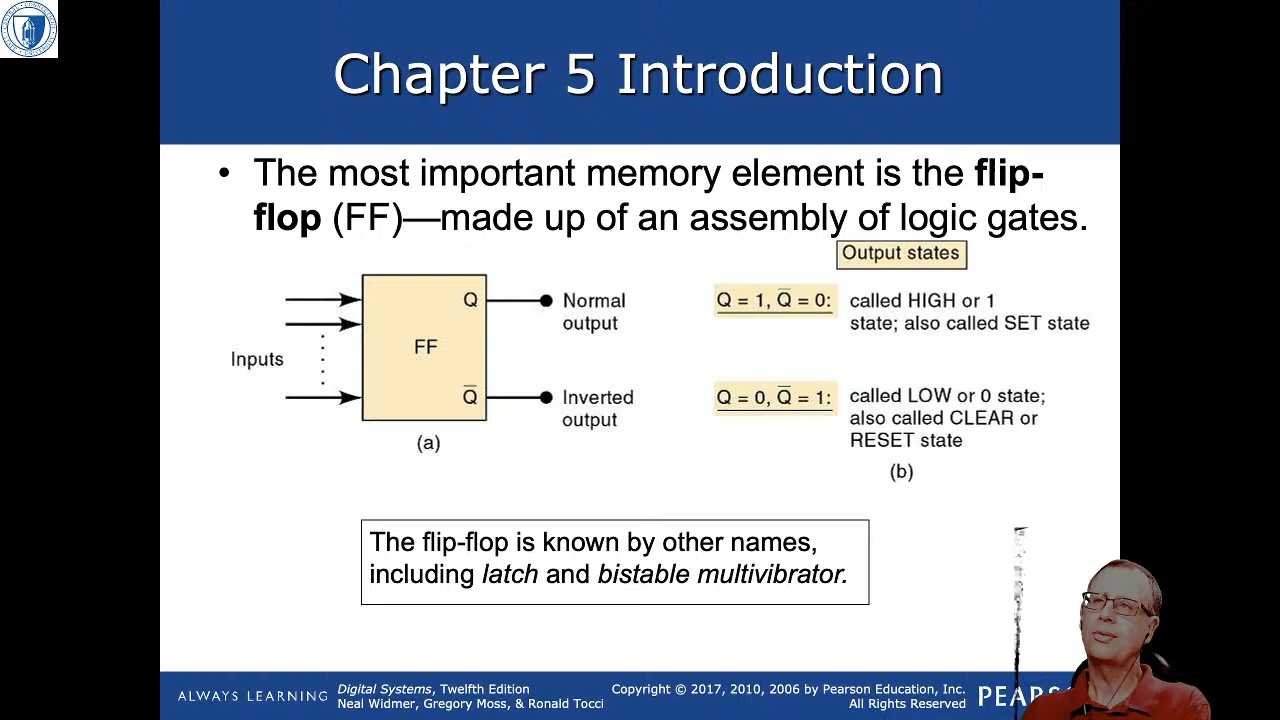 Chapter 5 Introduction
• The most important memory element is the flip-
flop (FF)—made up of an assembly of logic gates.
Output states
Q
Normal
output
FF
Inputs
Q̅
Inverted
output
(a)
Q = 1, Q̅ = 0:
called HIGH or 1
state; also called SET state
Q = 0, Q̅ = 1:
called LOW or 0 state;
also called CLEAR or
RESET state
(b)
The flip-flop is known by other names,
including latch and bistable multivibrator.
ALWAYS LEARNING
Digital Systems, Twelfth Edition
Neal Widmer, Gregory Moss, & Ronald Tocci
Copyright © 2017, 2010, 2006 by Pearson Education, Inc.
All Rights Reserved